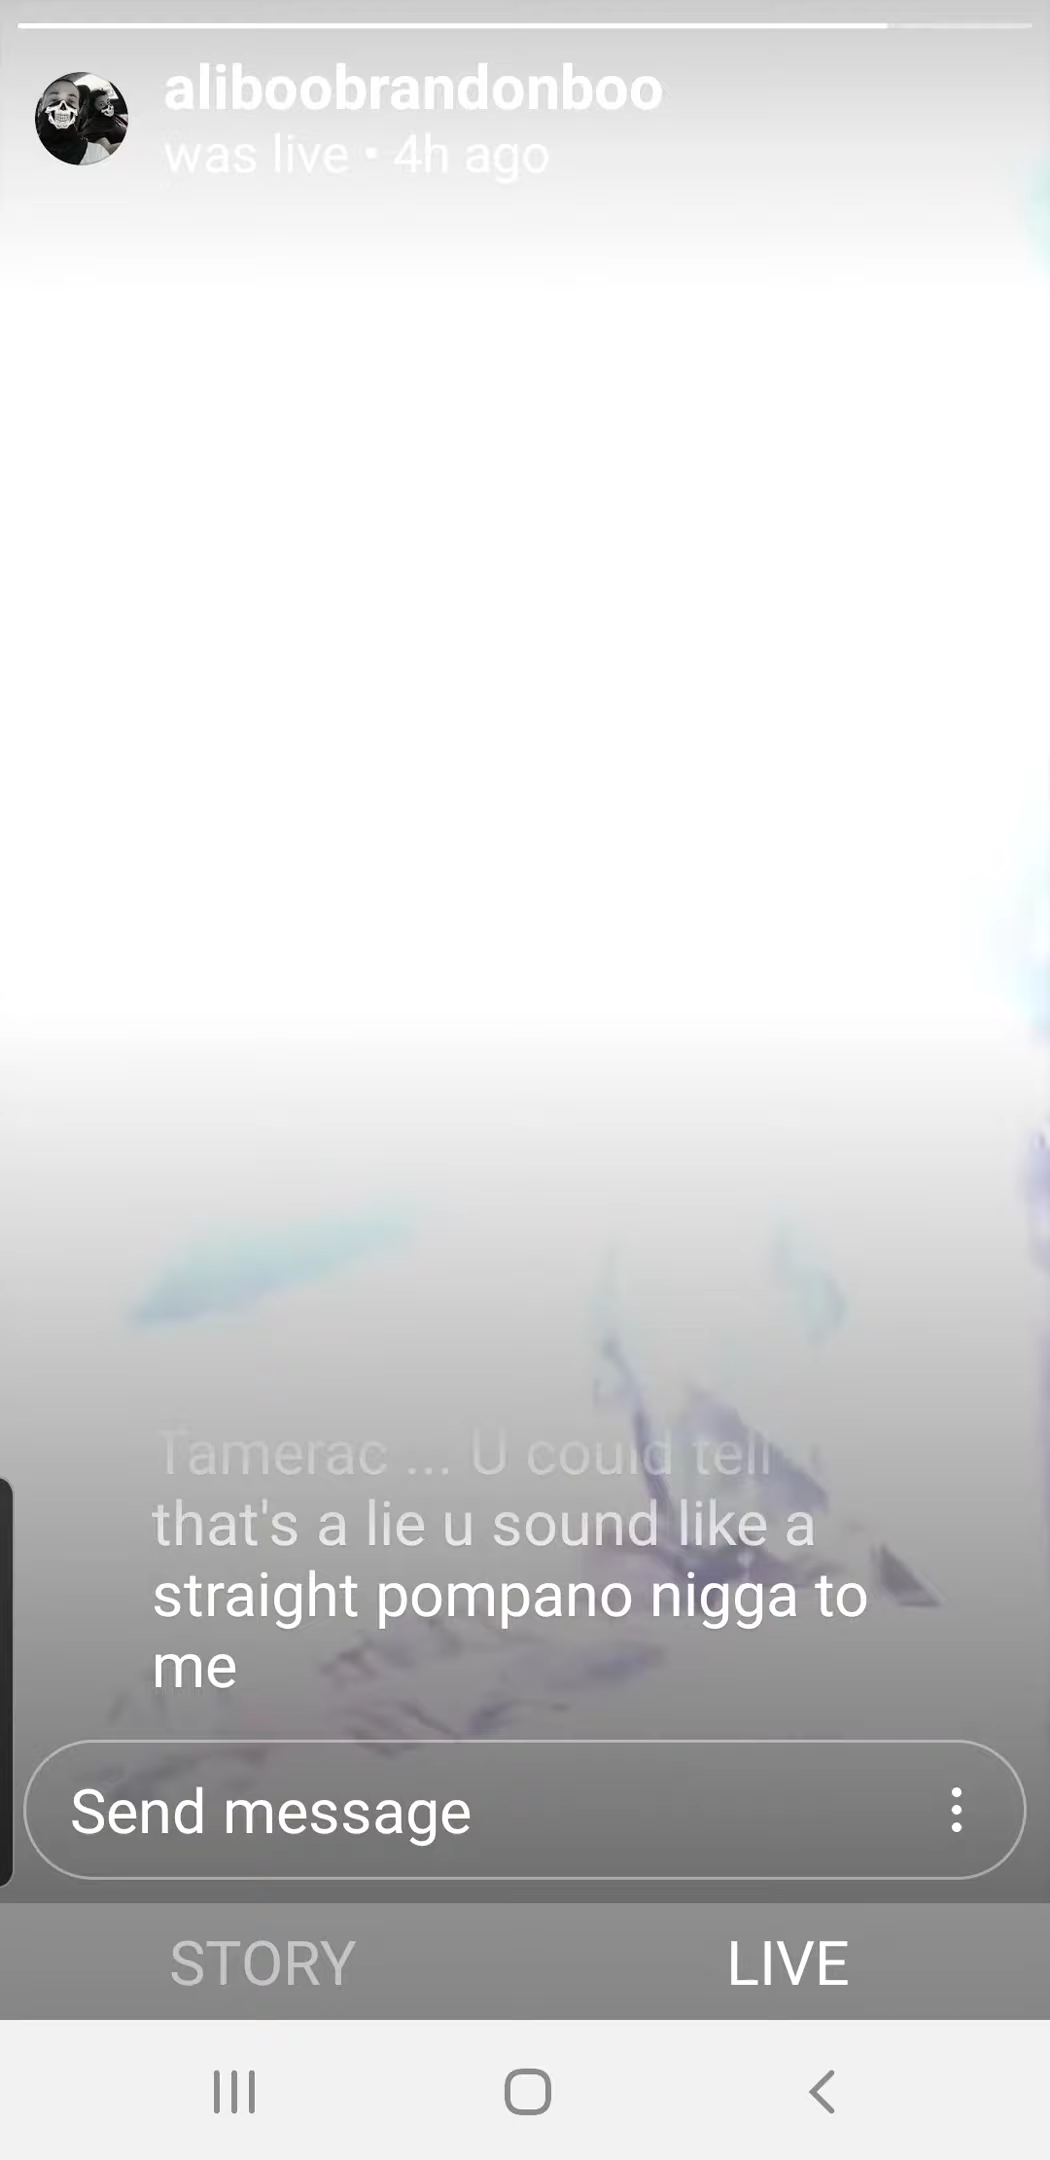 aliboobrandonboo
was live • 4h ago
Tamerac ... U could tell
that's a lie u sound like a
straight pompano nigga to
me
Send message
STORY
LIVE